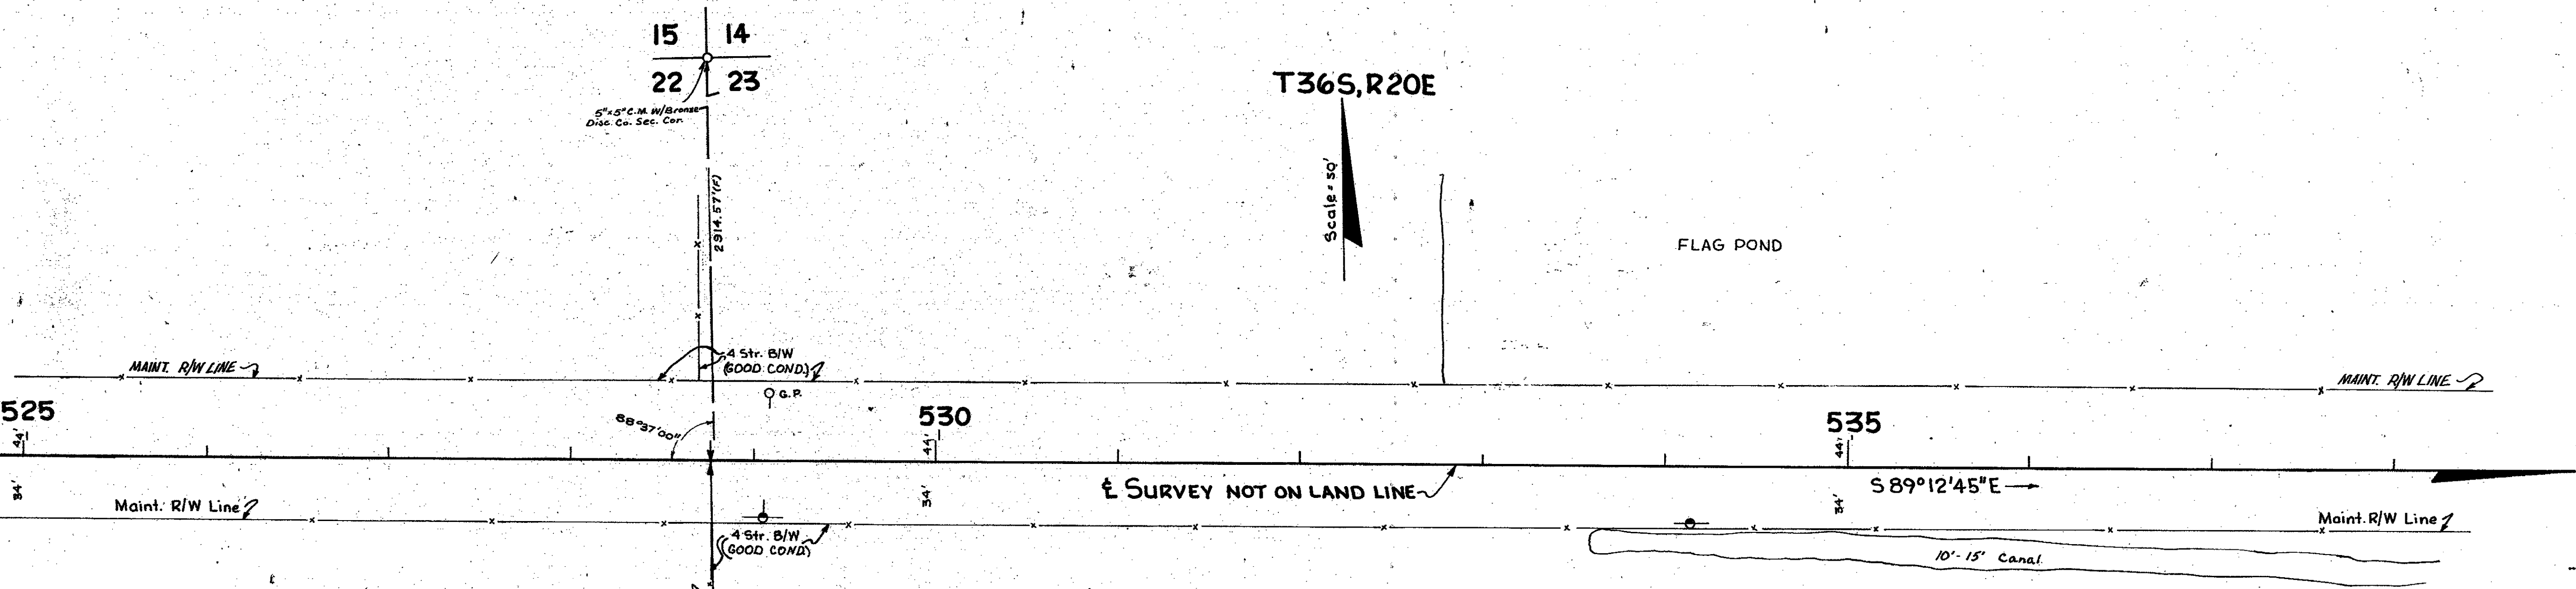 15 14
22 23
5"x5" C.M. W/Bronze
Disc. Co. Sec. Cor.
T36S, R20E
2914.57'(F)
Scale = 50'
FLAG POND
4 Str. B/W
(GOOD COND.)
MAINT. R/W LINE
MAINT. R/W LINE
G.P.
525
530
535
88°37'00"
44'
44'
44'
34'
34'
34'
℄ SURVEY NOT ON LAND LINE
S 89°12'45"E
Maint. R/W Line
Maint. R/W Line
4 Str. B/W
(GOOD COND.)
10'-15' Canal